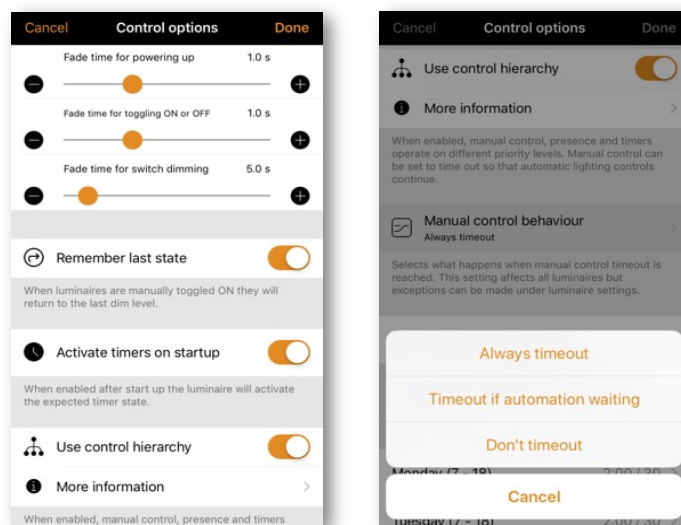 Cancel Control options Done
Fade time for powering up 1.0 s
Fade time for toggling ON or OFF 1.0 s
Fade time for switch dimming 5.0 s
Remember last state
When luminaires are manually toggled ON they will
return to the last dim level.
Activate timers on startup
When enabled after start up the luminaire will activate
the expected timer state.
Use control hierarchy
More information
When enabled, manual control, presence and timers
Cancel Control options Done
Use control hierarchy
More information
When enabled, manual control, presence and timers
operate on different priority levels. Manual control can
be set to time out so that automatic lighting controls
continue.
Manual control behaviour
Always timeout
Selects what happens when manual control timeout is
reached. This setting affects all luminaires but
exceptions can be made under luminaire settings.
Always timeout
Timeout if automation waiting
Don't timeout
Monday (7 - 18) 2:00 / 30
Cancel
Tuesday (7 - 18) 2:00 / 30